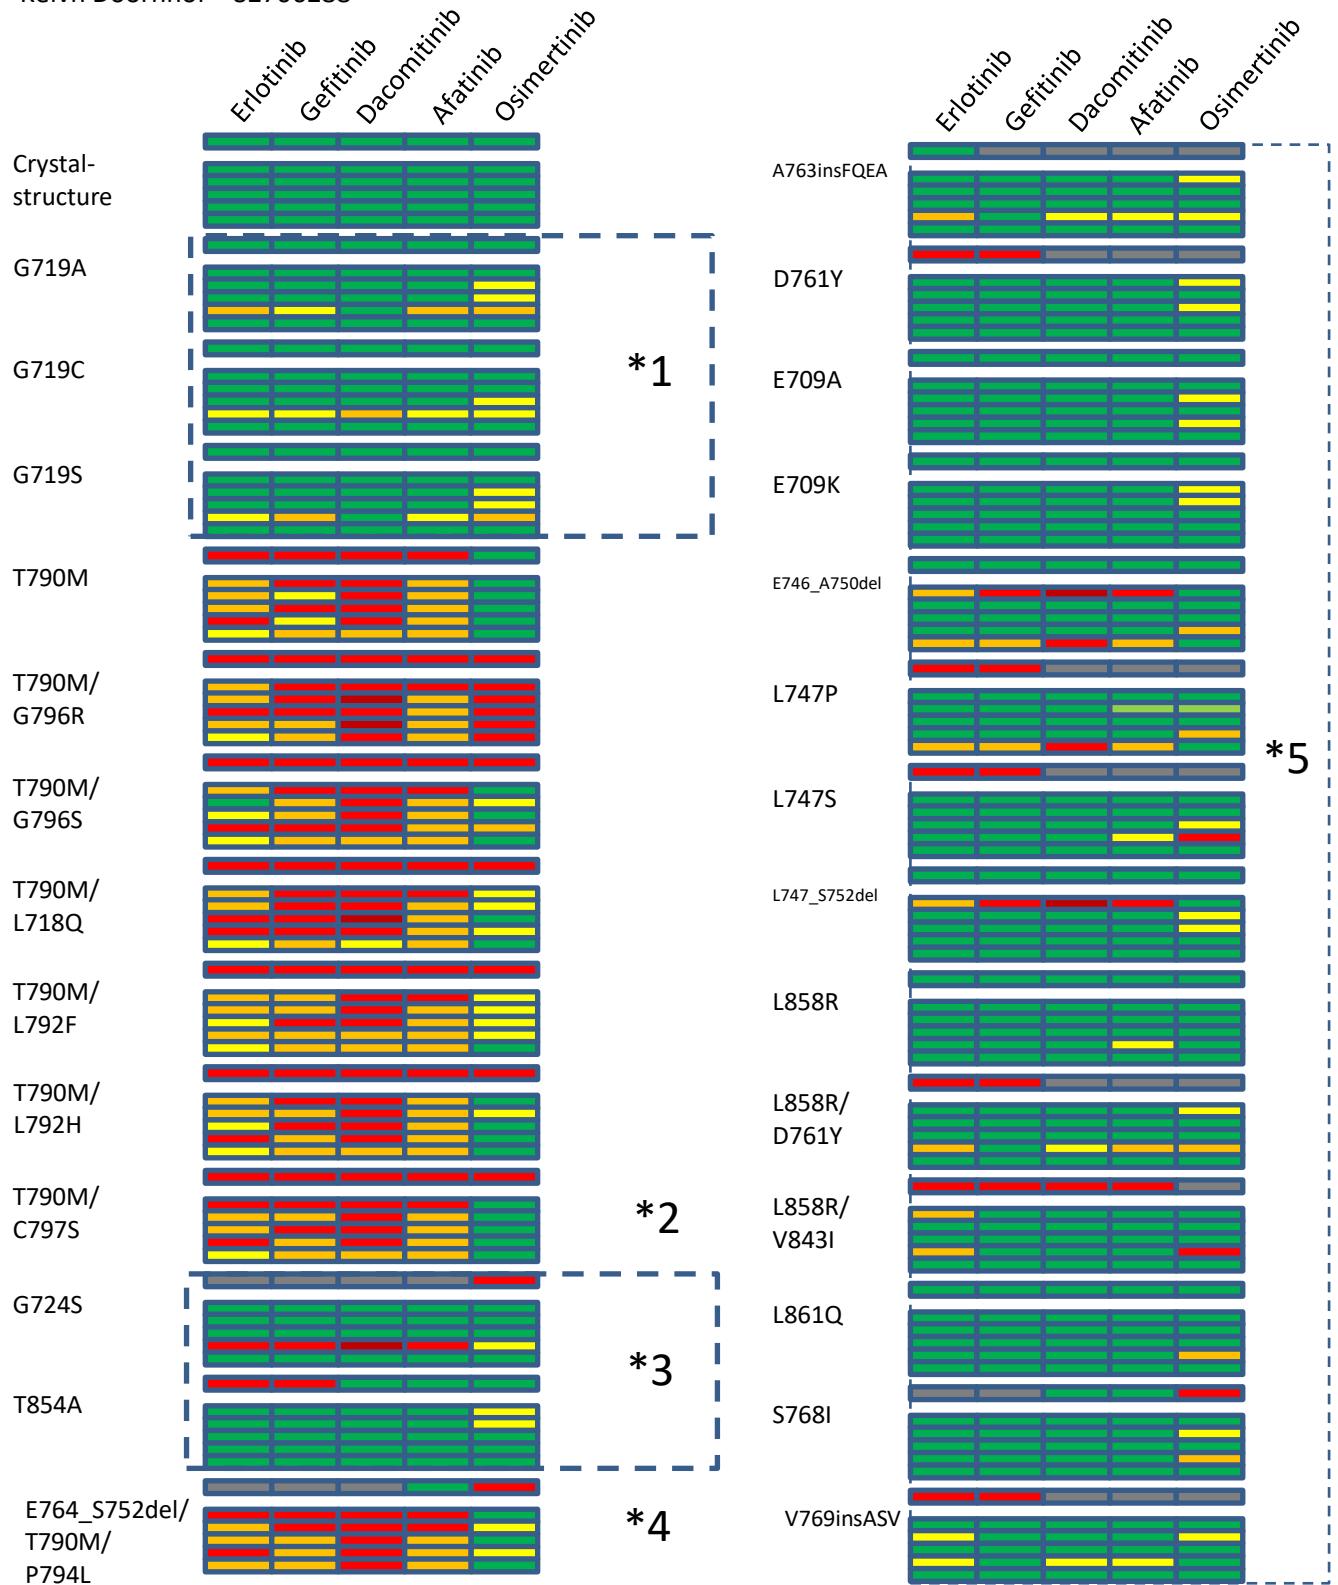 Erlotinib
Gefitinib
Dacomitinib
Afatinib
Osimertinib
Crystal-
structure
G719A
G719C
*1
G719S
T790M
T790M/
G796R
T790M/
G796S
T790M/
L718Q
T790M/
L792F
T790M/
L792H
T790M/
C797S
*2
G724S
*3
T854A
E764_S752del/
T790M/
P794L
*4
Erlotinib
Gefitinib
Dacomitinib
Afatinib
Osimertinib
A763insFQEA
D761Y
E709A
E709K
E746_A750del
L747P
*5
L747S
L747_S752del
L858R
L858R/
D761Y
L858R/
V843I
L861Q
S768I
V769insASV